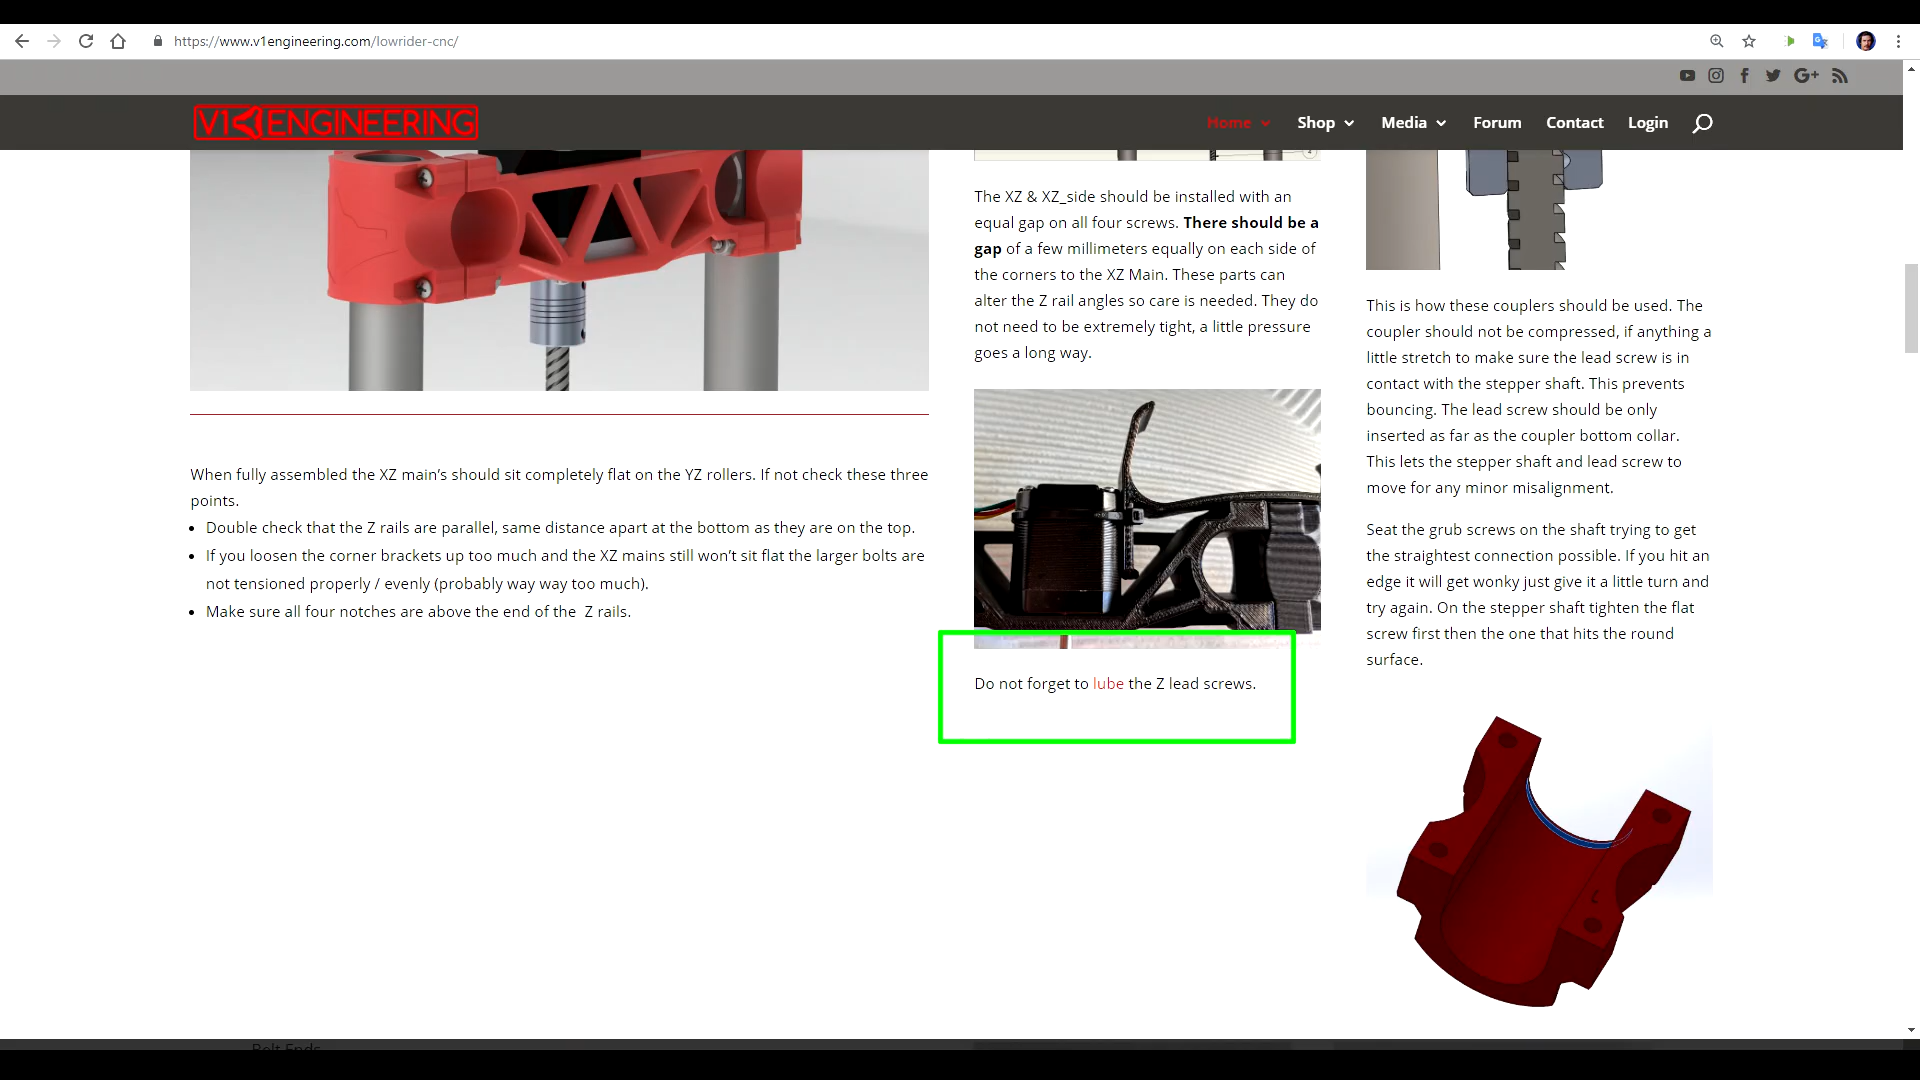 https://www.v1engineering.com/lowrider-cnc/
V1 ENGINEERING
Home
Shop
Media
Forum
Contact
Login
When fully assembled the XZ main’s should sit completely flat on the YZ rollers. If not check these three
points.
• Double check that the Z rails are parallel, same distance apart at the bottom as they are on the top.
• If you loosen the corner brackets up too much and the XZ mains still won’t sit flat the larger bolts are
not tensioned properly / evenly (probably way way too much).
• Make sure all four notches are above the end of the  Z rails.
The XZ & XZ_side should be installed with an
equal gap on all four screws. There should be a
gap of a few millimeters equally on each side of
the corners to the XZ Main. These parts can
alter the Z rail angles so care is needed. They do
not need to be extremely tight, a little pressure
goes a long way.
Do not forget to lube the Z lead screws.
This is how these couplers should be used. The
coupler should not be compressed, if anything a
little stretch to make sure the lead screw is in
contact with the stepper shaft. This prevents
bouncing. The lead screw should be only
inserted as far as the coupler bottom collar.
This lets the stepper shaft and lead screw to
move for any minor misalignment.
Seat the grub screws on the shaft trying to get
the straightest connection possible. If you hit an
edge it will get wonky just give it a little turn and
try again. On the stepper shaft tighten the flat
screw first then the one that hits the round
surface.